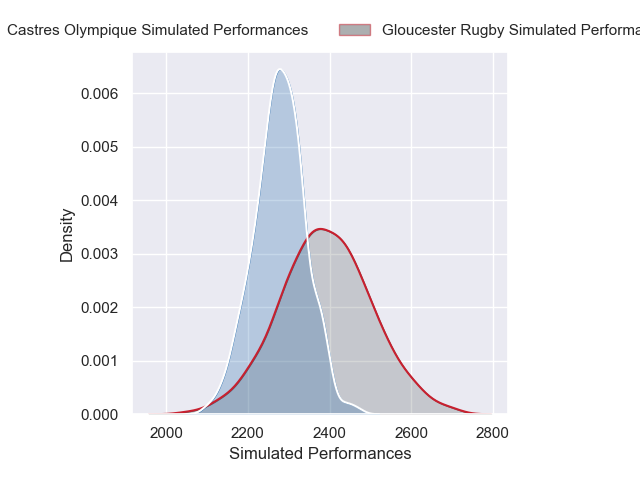 Castres Olympique Simulated Performances
Gloucester Rugby Simulated Performa
0.006
0.005
0.004
0.003
0.002
0.001
0.000
Density
2000 2200 2400 2600 2800
Simulated Performances